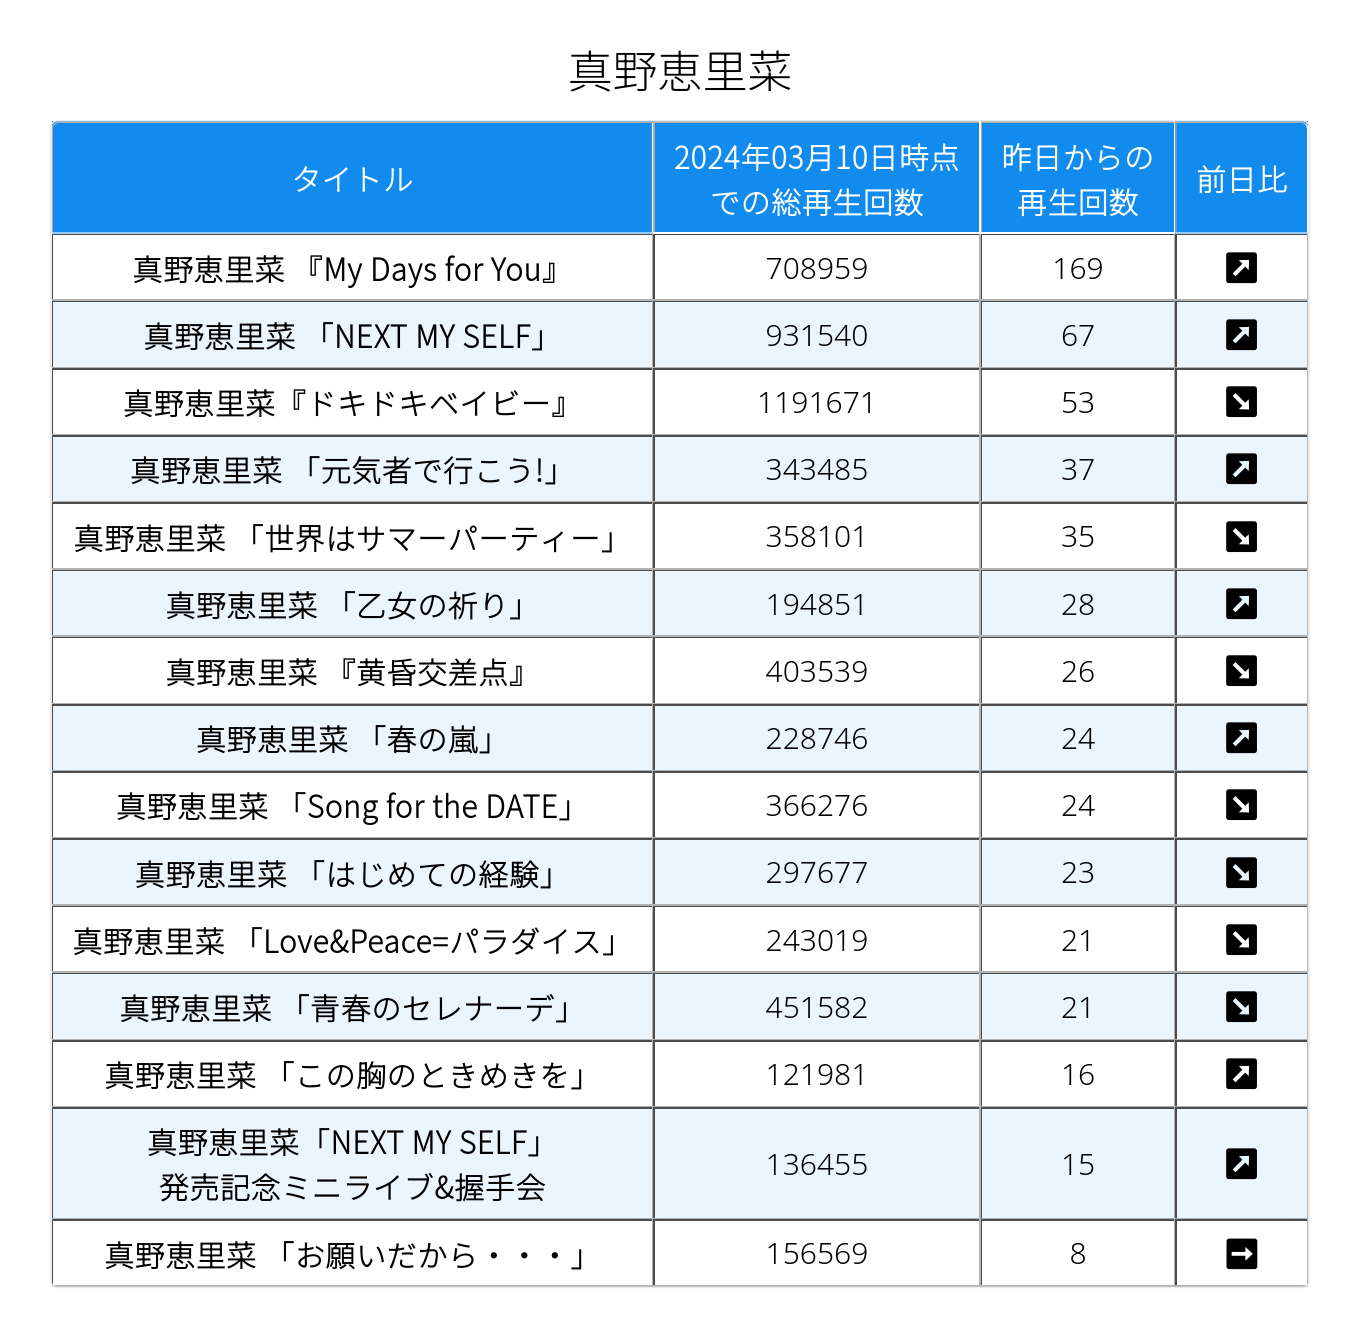 真野恵里菜
タイトル
2024年03月10日時点
での総再生回数
昨日からの
再生回数
前日比
真野恵里菜 『My Days for You』 708959 169 ↗
真野恵里菜 「NEXT MY SELF」 931540 67 ↗
真野恵里菜『ドキドキベイビー』 1191671 53 ↘
真野恵里菜 「元気者で行こう!」 343485 37 ↗
真野恵里菜 「世界はサマーパーティー」 358101 35 ↘
真野恵里菜 「乙女の祈り」 194851 28 ↗
真野恵里菜 『黄昏交差点』 403539 26 ↘
真野恵里菜 「春の嵐」 228746 24 ↗
真野恵里菜 「Song for the DATE」 366276 24 ↘
真野恵里菜 「はじめての経験」 297677 23 ↘
真野恵里菜 「Love&Peace=パラダイス」 243019 21 ↘
真野恵里菜 「青春のセレナーデ」 451582 21 ↘
真野恵里菜 「この胸のときめきを」 121981 16 ↗
真野恵里菜「NEXT MY SELF」
発売記念ミニライブ&握手会 136455 15 ↗
真野恵里菜 「お願いだから・・・」 156569 8 →